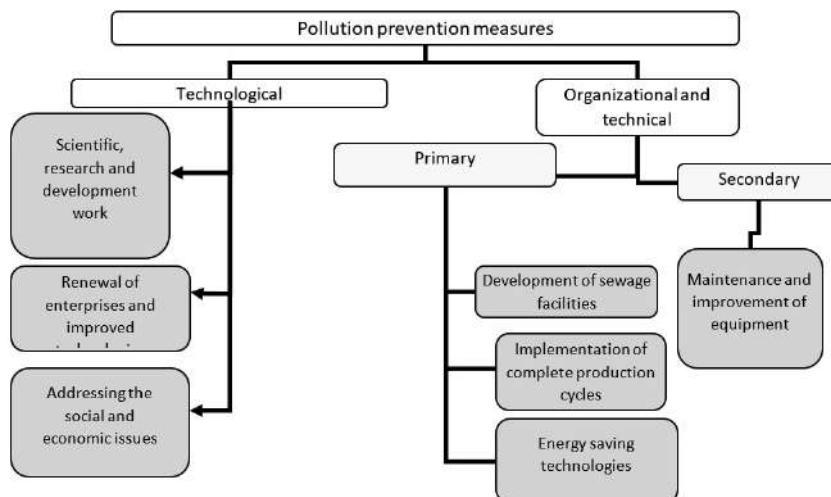 Pollution prevention measures
Technological
Organizational and
technical
Scientific,
research and
development
work
Primary
Secondary
Renewal of
enterprises and
improved
Development of sewage
facilities
Maintenance and
improvement of
equipment
Implementation of
complete production
cycles
Addressing the
social and
economic issues
Energy saving
technologies